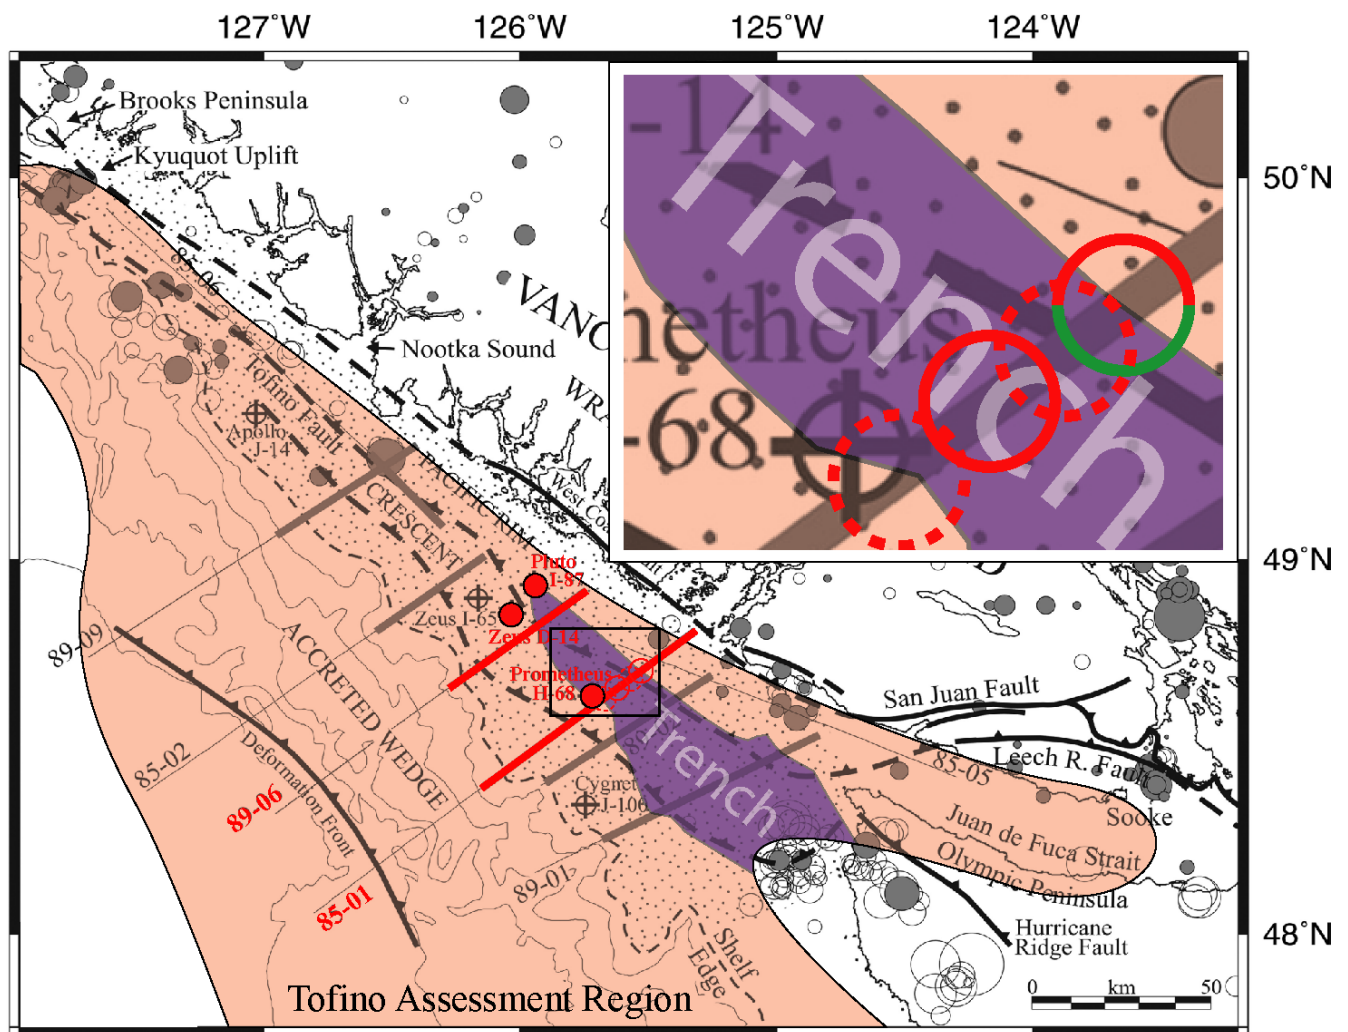 127°W
126°W
125°W
124°W
Brooks Peninsula
Kyuquot Uplift
50°N
-14
Trench
metheus
-68
85-06
VANC
Nootka Sound
WRA
Tofino Fault
Apollo
J-14
PACIFIC RIM
CRESCENT
West Coa
49°N
Pluto
I-87
Zeus I-65
Zeus D-14
89-09
ACCRETED WEDGE
Prometheus
H-68
San Juan Fault
Trench
85-02
Deformation Front
Leech R. Fault
85-05
89-06
Cygnet
J-100
Sooke
Juan de Fuca Strait
Olympic Peninsula
89-01
85-01
Hurricane
Ridge Fault
48°N
Shelf
Edge
0 km 50
Tofino Assessment Region